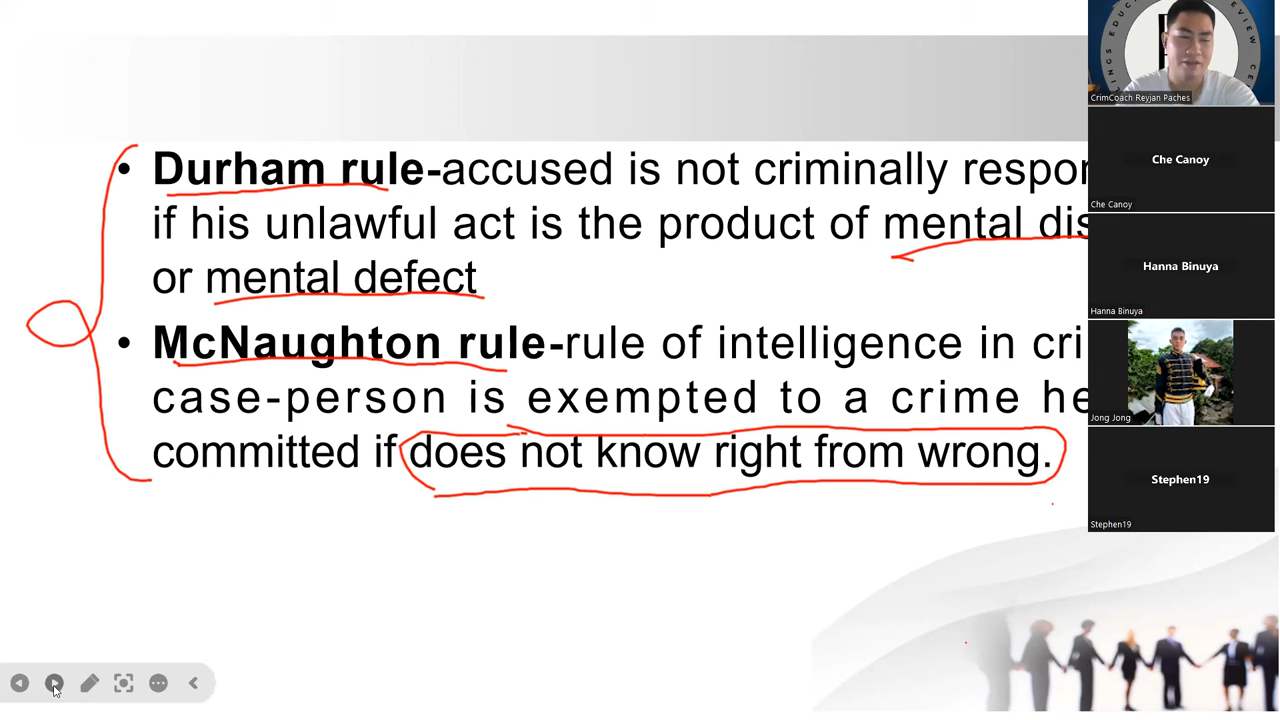 • Durham rule-accused is not criminally respon
if his unlawful act is the product of mental dis
or mental defect
• McNaughton rule-rule of intelligence in cri
case-person is exempted to a crime he
committed if does not know right from wrong.
CrimCoach Reyjan Paches
Che Canoy
Che Canoy
Hanna Binuya
Hanna Binuya
Jong Jong
Stephen19
Stephen19